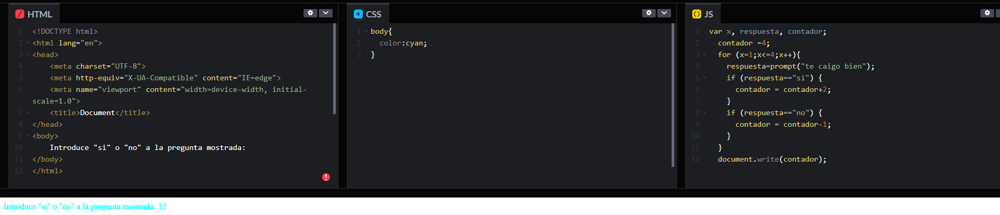 HTML
1 <!DOCTYPE html>
2 <html lang="en">
3 <head>
4 <meta charset="UTF-8">
5 <meta http-equiv="X-UA-Compatible" content="IE=edge">
6 <meta name="viewport" content="width=device-width, initial-
scale=1.0">
7 <title>Document</title>
8 </head>
9 <body>
10 Introduce "si" o "no" a la pregunta mostrada:
11 </body>
12 </html>
CSS
1 body{
2 color:cyan;
3 }
JS
1 var x, respuesta, contador;
2 contador =4;
3 for (x=1;x<=4;x++){
4 respuesta=prompt("te caigo bien");
5 if (respuesta=="si") {
6 contador = contador+2;
7 }
8 if (respuesta=="no") {
9 contador = contador-1;
10 }
11 }
12 document.write(contador);
Introduce "si" o "no" a la pregunta mostrada: 12